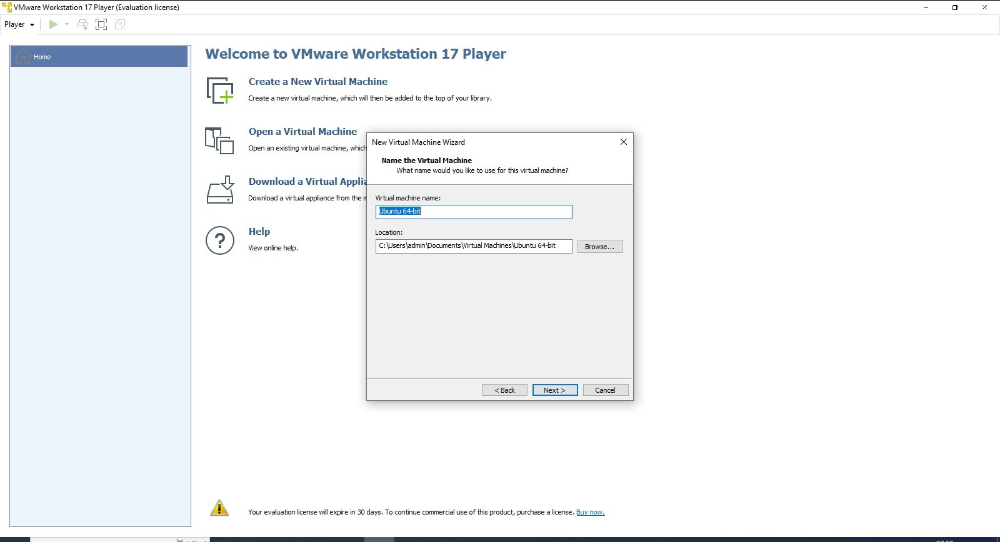 VMware Workstation 17 Player (Evaluation license)
Player
Home
Welcome to VMware Workstation 17 Player
Create a New Virtual Machine
Create a new virtual machine, which will then be added to the top of your library.
Open a Virtual Machine
Open an existing virtual machine, which
Download a Virtual Applia
Download a virtual appliance from the m
Help
View online help.
New Virtual Machine Wizard
Name the Virtual Machine
What name would you like to use for this virtual machine?
Virtual machine name:
Ubuntu 64-bit
Location:
C:\Users\admin\Documents\Virtual Machines\Ubuntu 64-bit
Browse...
< Back
Next >
Cancel
Your evaluation license will expire in 30 days. To continue commercial use of this product, purchase a license. Buy now.